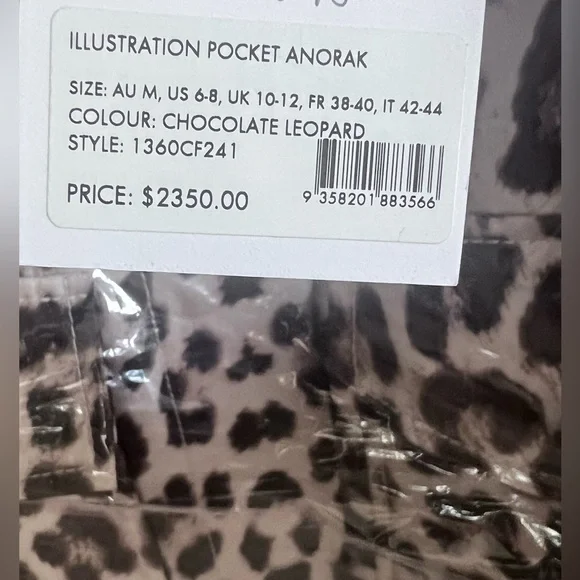 ILLUSTRATION POCKET ANORAK
SIZE: AU M, US 6-8, UK 10-12, FR 38-40, IT 42-44
COLOUR: CHOCOLATE LEOPARD
STYLE: 1360CF241
PRICE: $2350.00
9 358201 883566